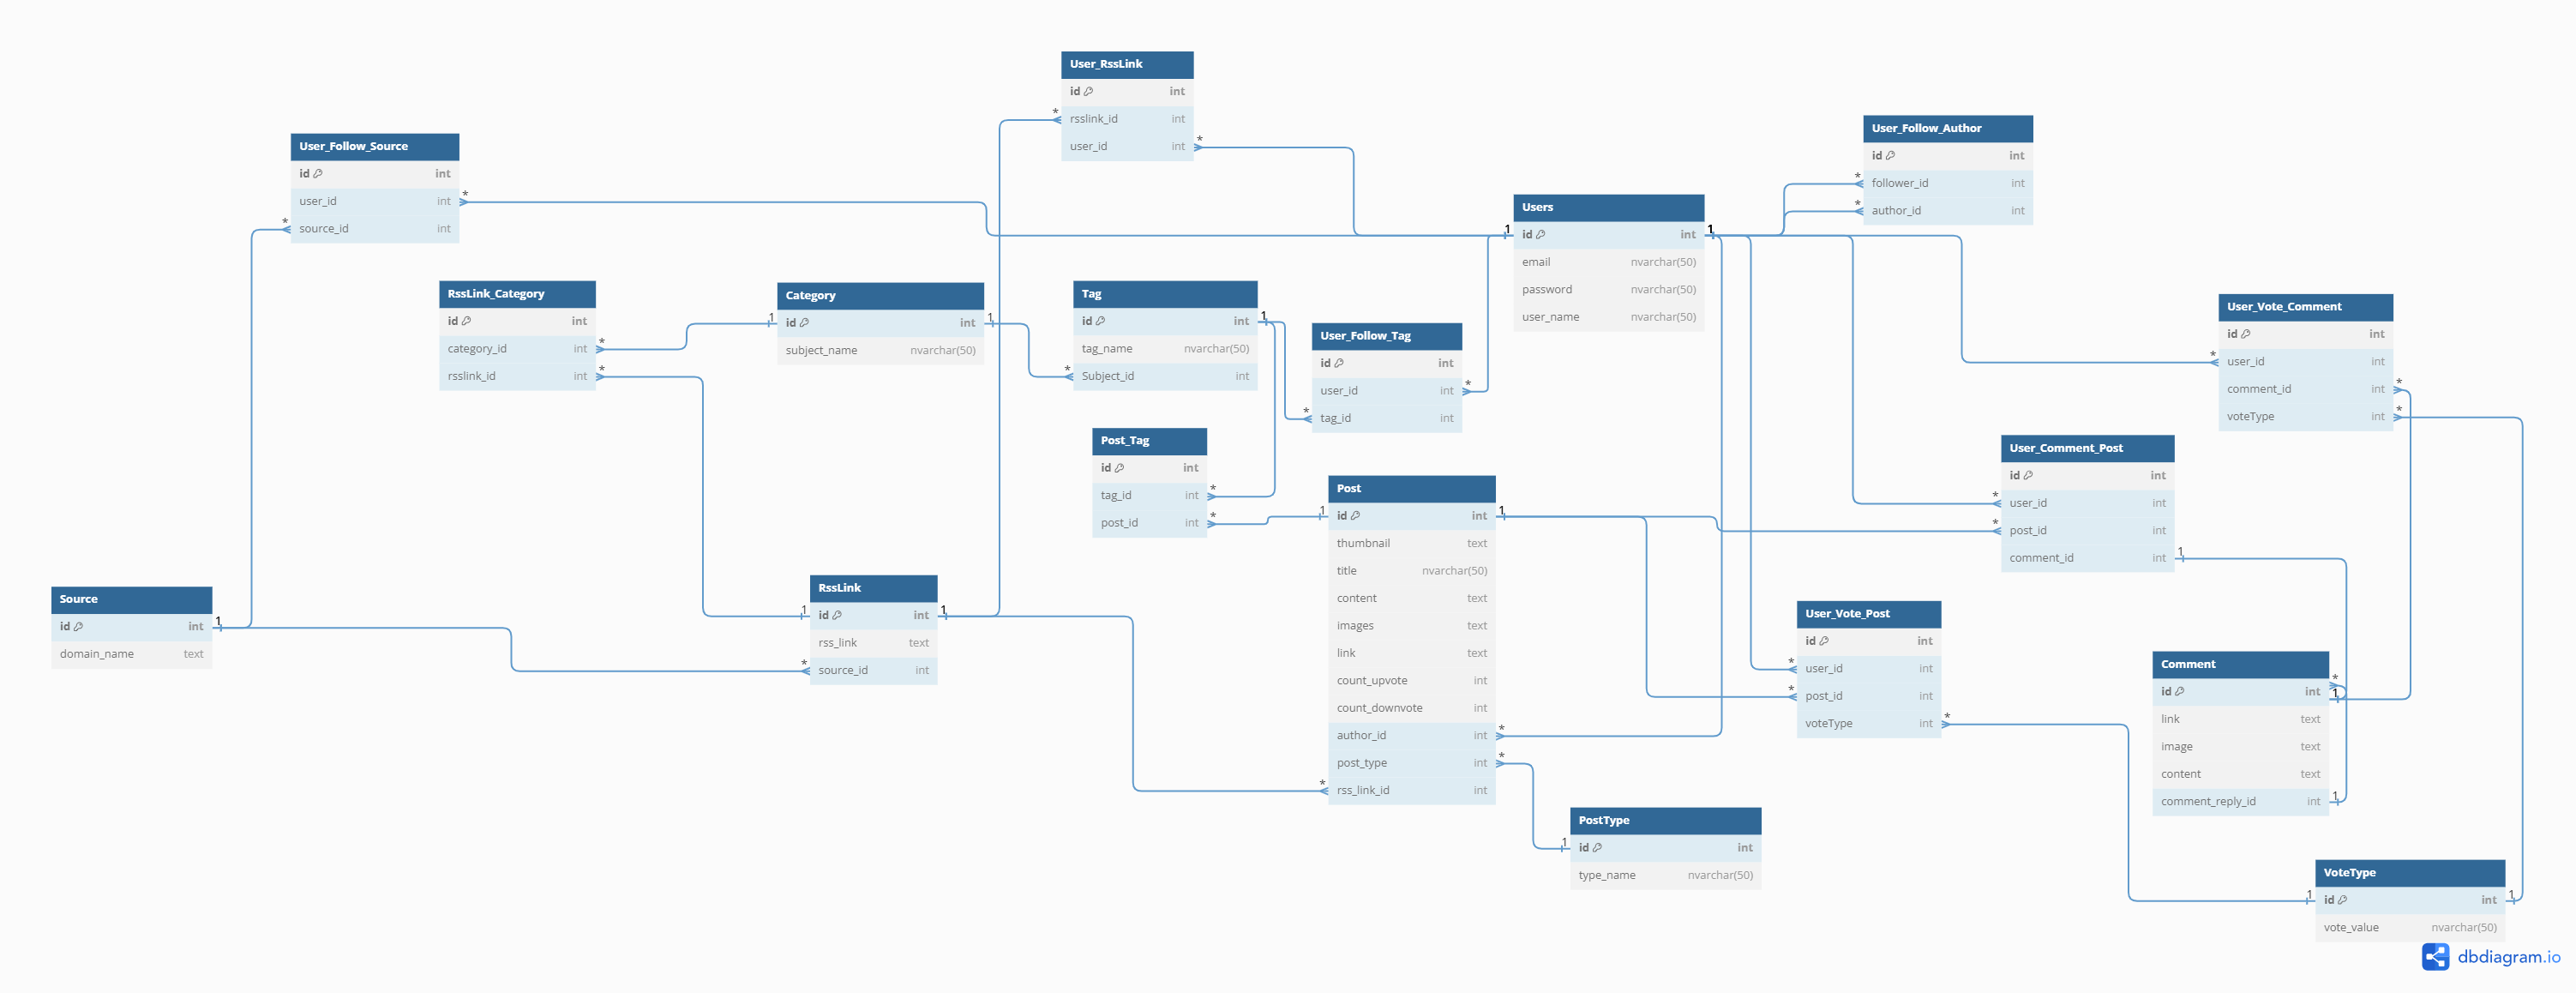 User_RssLink
id int
rsslink_id int
user_id int
User_Follow_Author
id int
follower_id int
author_id int
User_Follow_Source
id int
user_id int
source_id int
Users
id int
email nvarchar(50)
password nvarchar(50)
user_name nvarchar(50)
RssLink_Category
id int
category_id int
rsslink_id int
Category
id int
subject_name nvarchar(50)
Tag
id int
tag_name nvarchar(50)
Subject_id int
User_Follow_Tag
id int
user_id int
tag_id int
User_Vote_Comment
id int
user_id int
comment_id int
voteType int
Post_Tag
id int
tag_id int
post_id int
User_Comment_Post
id int
user_id int
post_id int
comment_id int
Post
id int
thumbnail text
title nvarchar(50)
content text
images text
link text
count_upvote int
count_downvote int
author_id int
post_type int
rss_link_id int
Source
id int
domain_name text
RssLink
id int
rss_link text
source_id int
User_Vote_Post
id int
user_id int
post_id int
voteType int
Comment
id int
link text
image text
content text
comment_reply_id int
PostType
id int
type_name nvarchar(50)
VoteType
id int
vote_value nvarchar(50)
dbdiagram.io